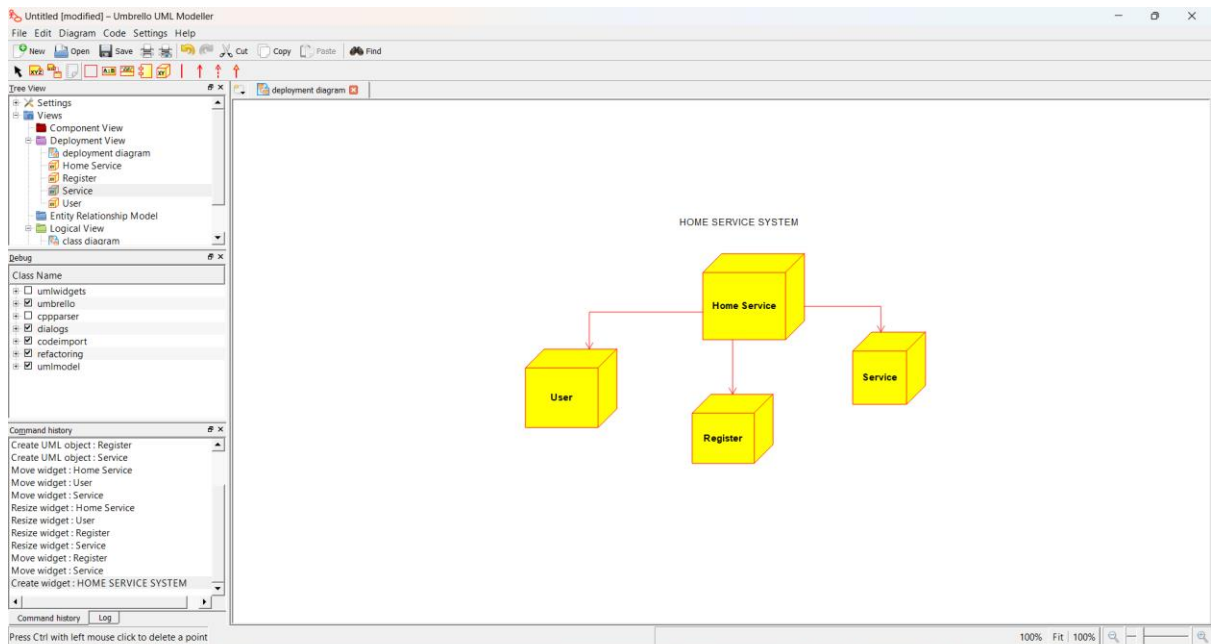 Untitled [modified] – Umbrello UML Modeller
File Edit Diagram Code Settings Help
New Open Save Cut Copy Paste Find
Tree View
deployment diagram
Settings
Views
Component View
Deployment View
deployment diagram
Home Service
Register
Service
User
Entity Relationship Model
Logical View
class diagram
Debug
Class Name
umlwidgets
umbrello
cppparser
dialogs
codeimport
refactoring
umlmodel
Command history
Create UML object : Register
Create UML object : Service
Move widget : Home Service
Move widget : User
Move widget : Service
Resize widget : Home Service
Resize widget : User
Resize widget : Register
Resize widget : Service
Move widget : Register
Move widget : Service
Create widget : HOME SERVICE SYSTEM
Command history Log
HOME SERVICE SYSTEM
Home Service
User
Register
Service
Press Ctrl with left mouse click to delete a point
100% Fit 100%